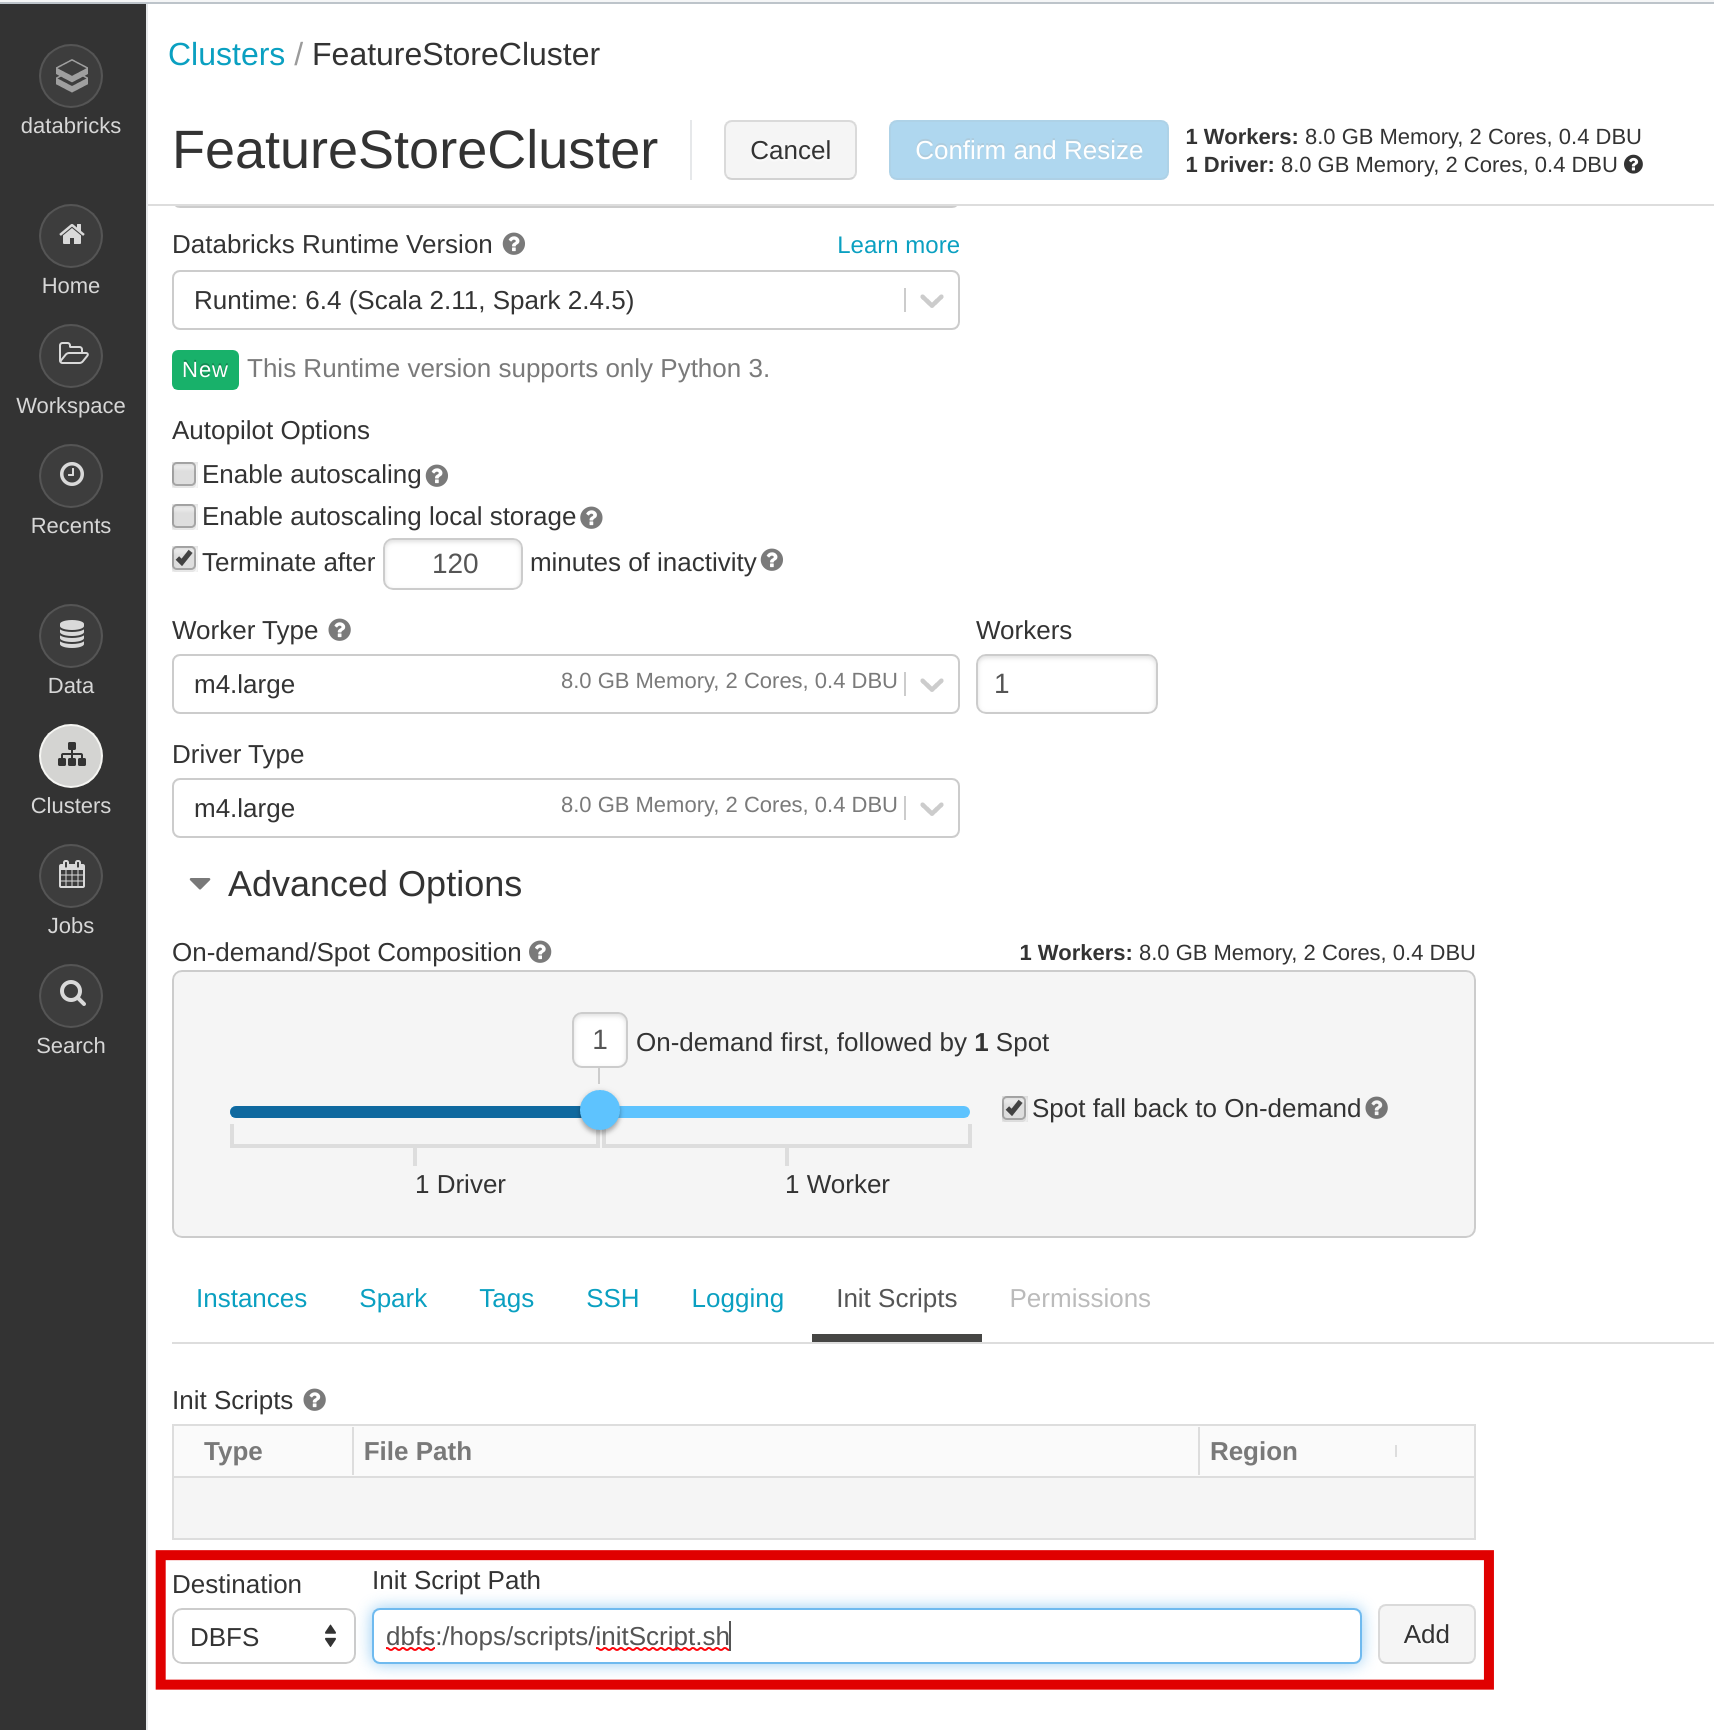 databricks
Home
Workspace
Recents
Data
Clusters
Jobs
Search
Clusters / FeatureStoreCluster
FeatureStoreCluster
Cancel
Confirm and Resize
1 Workers: 8.0 GB Memory, 2 Cores, 0.4 DBU
1 Driver: 8.0 GB Memory, 2 Cores, 0.4 DBU ?
Databricks Runtime Version ?
Learn more
Runtime: 6.4 (Scala 2.11, Spark 2.4.5)
New This Runtime version supports only Python 3.
Autopilot Options
Enable autoscaling ?
Enable autoscaling local storage ?
Terminate after 120 minutes of inactivity ?
Worker Type ?
Workers
m4.large 8.0 GB Memory, 2 Cores, 0.4 DBU
1
Driver Type
m4.large 8.0 GB Memory, 2 Cores, 0.4 DBU
Advanced Options
On-demand/Spot Composition ?
1 Workers: 8.0 GB Memory, 2 Cores, 0.4 DBU
1 On-demand first, followed by 1 Spot
Spot fall back to On-demand ?
1 Driver
1 Worker
Instances Spark Tags SSH Logging Init Scripts Permissions
Init Scripts ?
Type File Path Region
Destination
Init Script Path
DBFS
dbfs:/hops/scripts/initScript.sh
Add